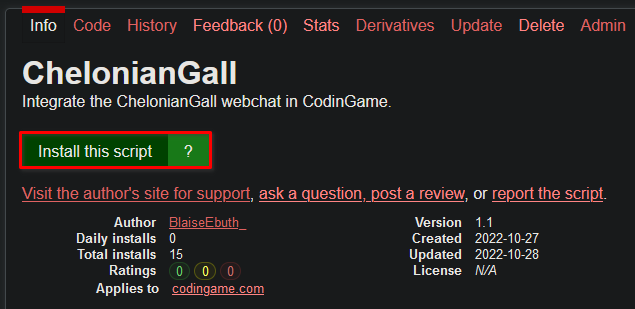 Info Code History Feedback (0) Stats Derivatives Update Delete Admin
ChelonianGall
Integrate the ChelonianGall webchat in CodinGame.
Install this script ?
Visit the author's site for support, ask a question, post a review, or report the script.
Author BlaiseEbuth_ Version 1.1
Daily installs 0 Created 2022-10-27
Total installs 15 Updated 2022-10-28
Ratings 0 0 0 License N/A
Applies to codingame.com